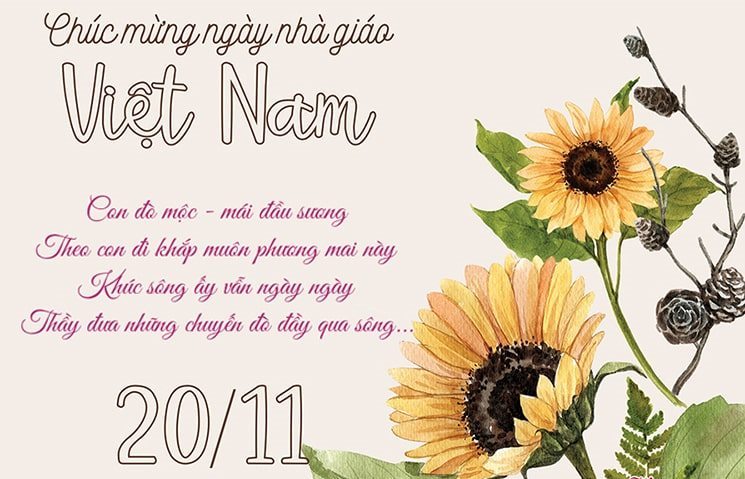 Chúc mừng ngày nhà giáo
Việt Nam
Con đò mộc - mái đầu sương
Theo con đi khắp muôn phương mai này
Khúc sông ấy vẫn ngày ngày
Thầy đưa những chuyến đò đầy qua sông...
20/11